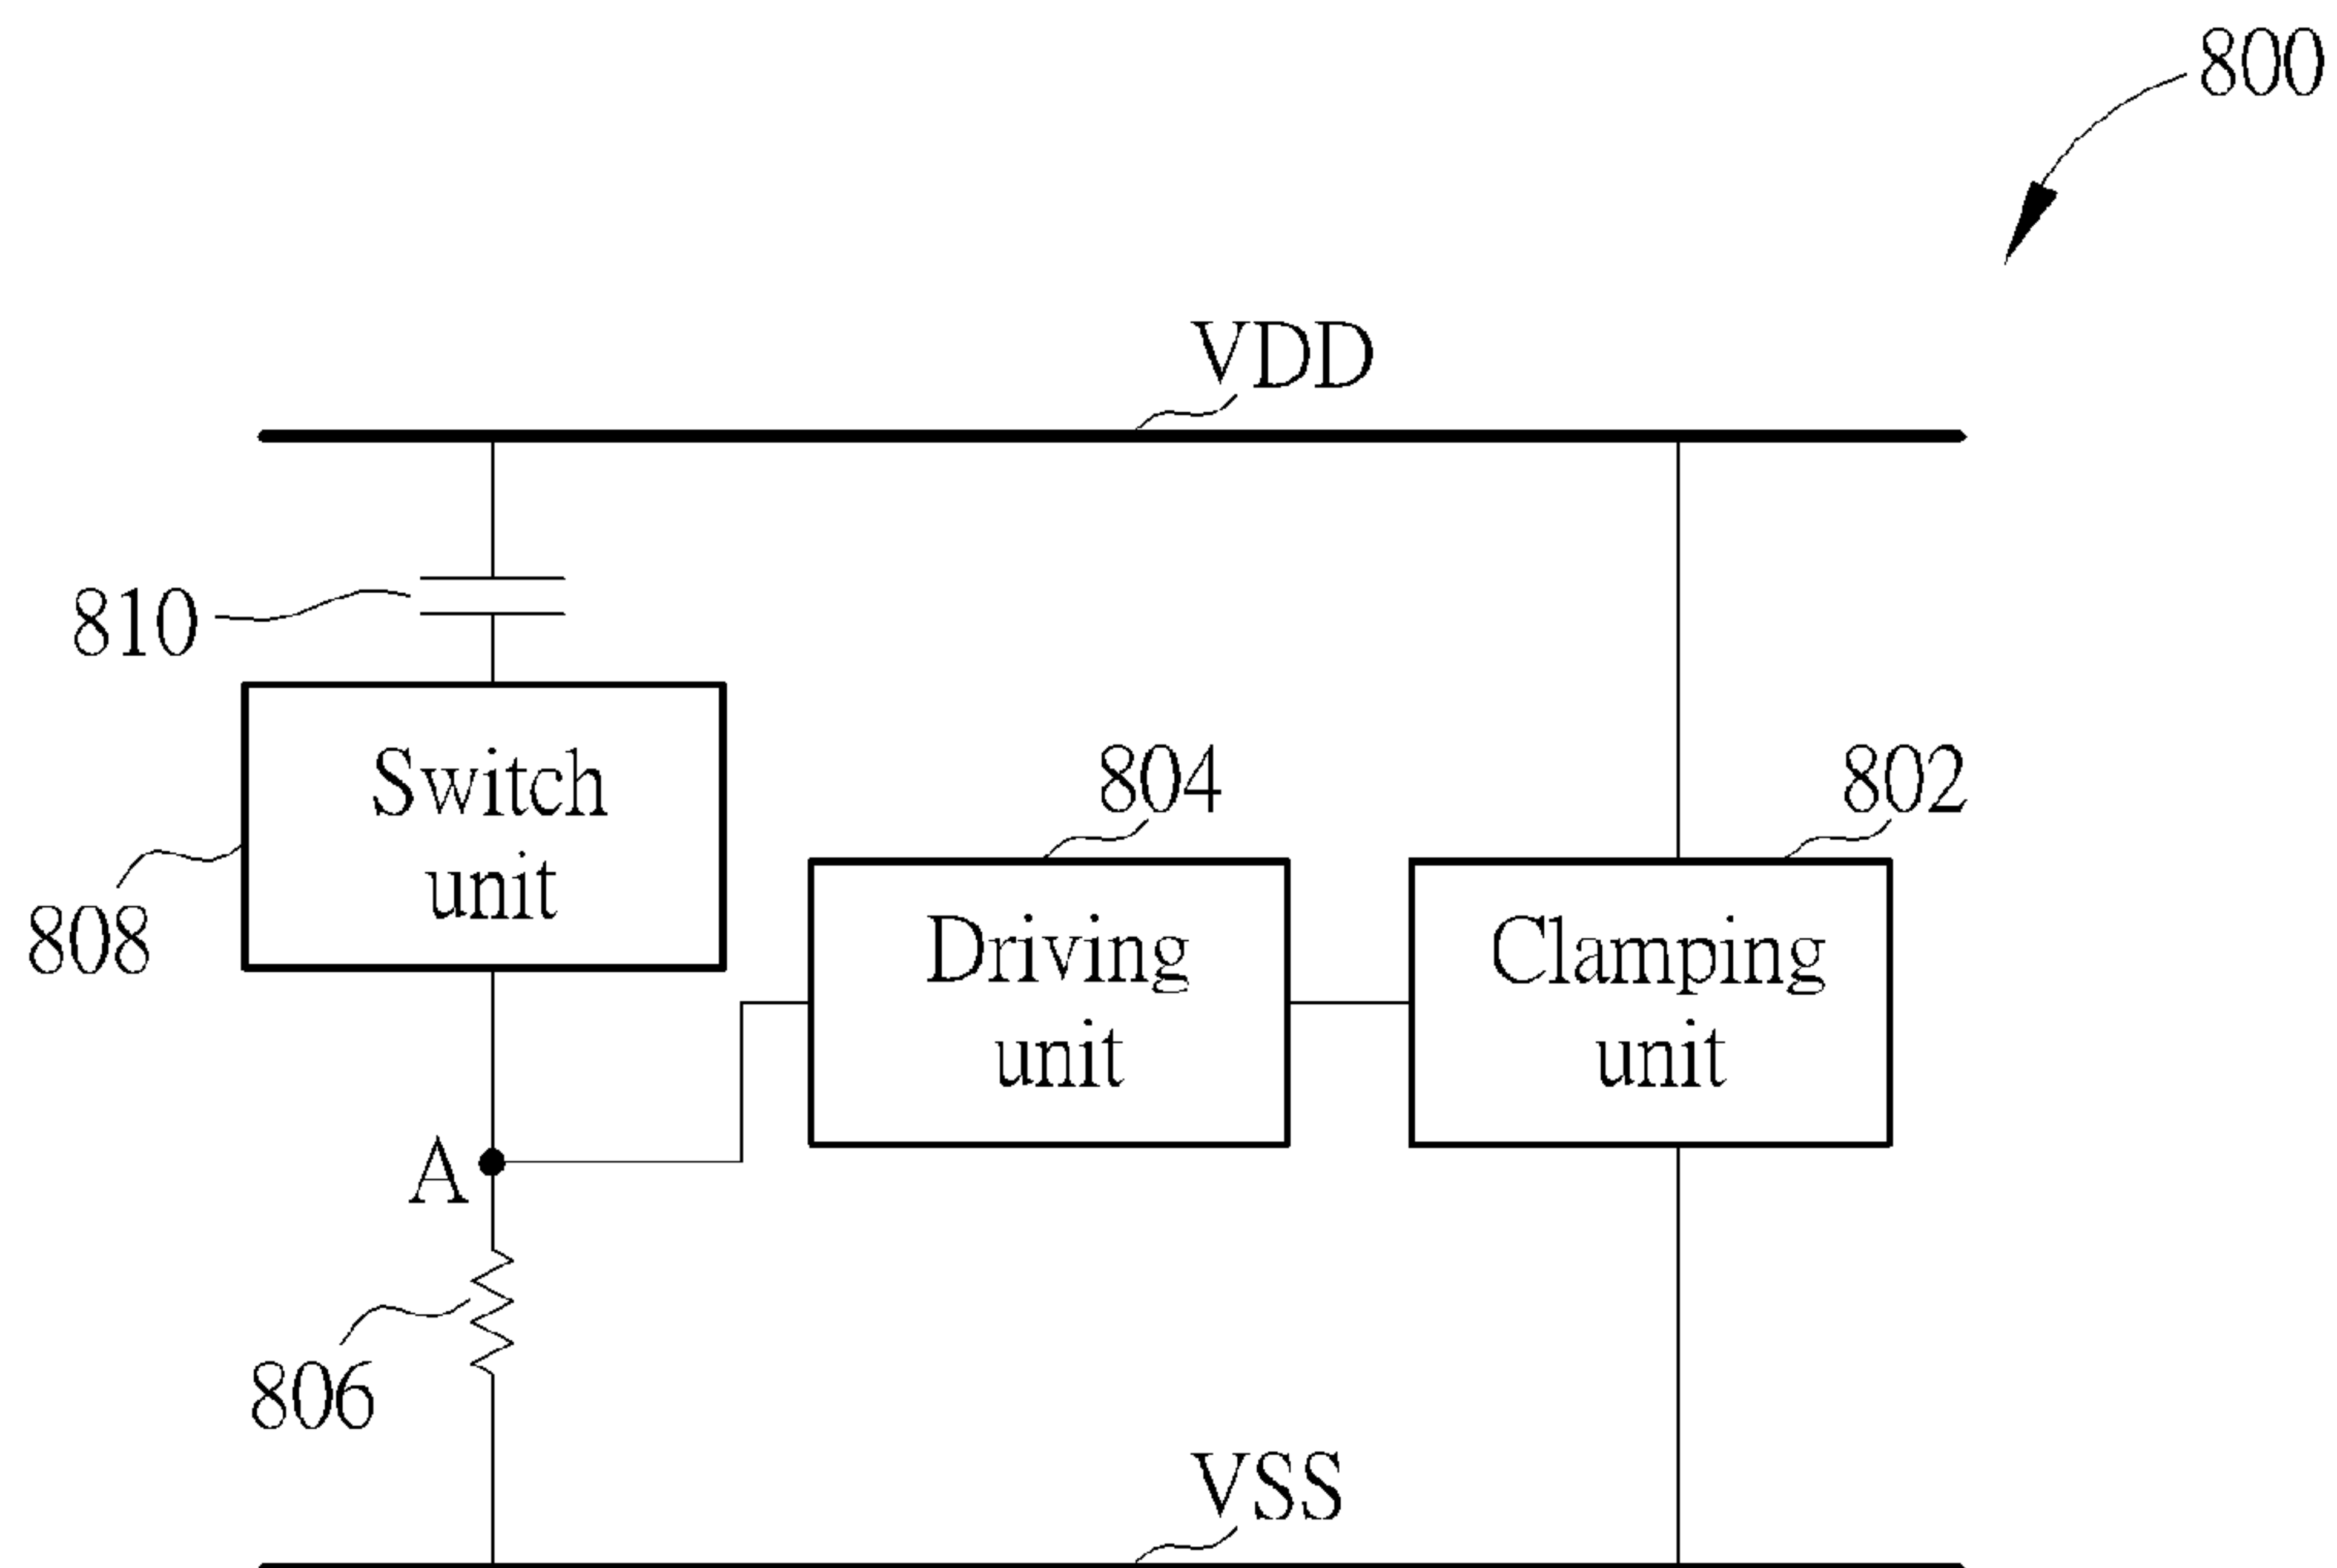 800
VDD
810
Switch
unit
804
802
808
Driving
unit
Clamping
unit
A
806
VSS